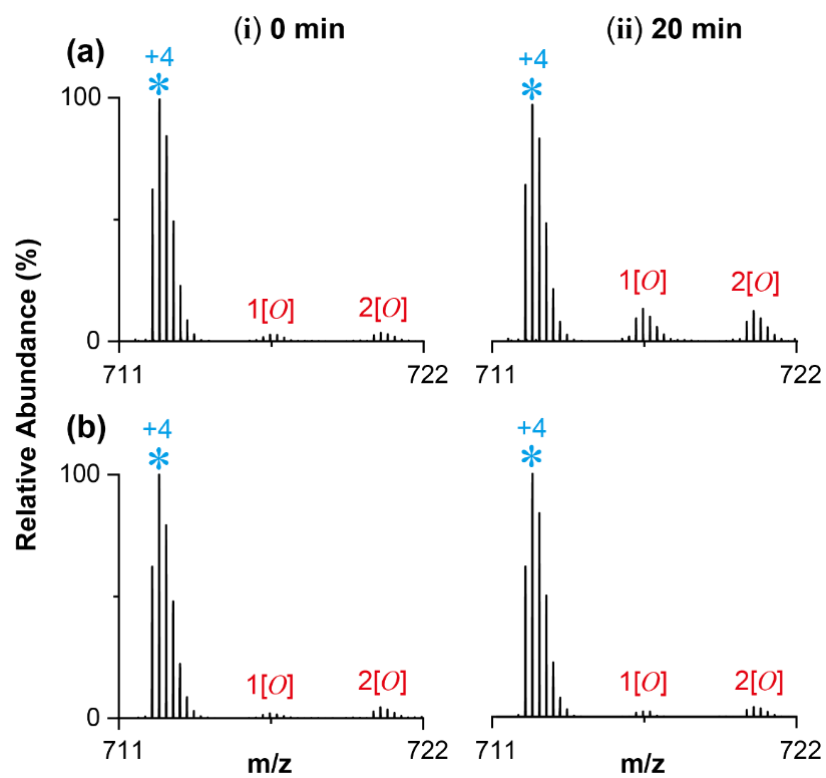 (i) 0 min
(ii) 20 min
(a)
+4
*
+4
*
100
1[O]
2[O]
1[O]
2[O]
0
711
722
711
722
(b)
+4
*
+4
*
100
1[O]
2[O]
1[O]
2[O]
0
711
m/z
722
711
m/z
722
Relative Abundance (%)